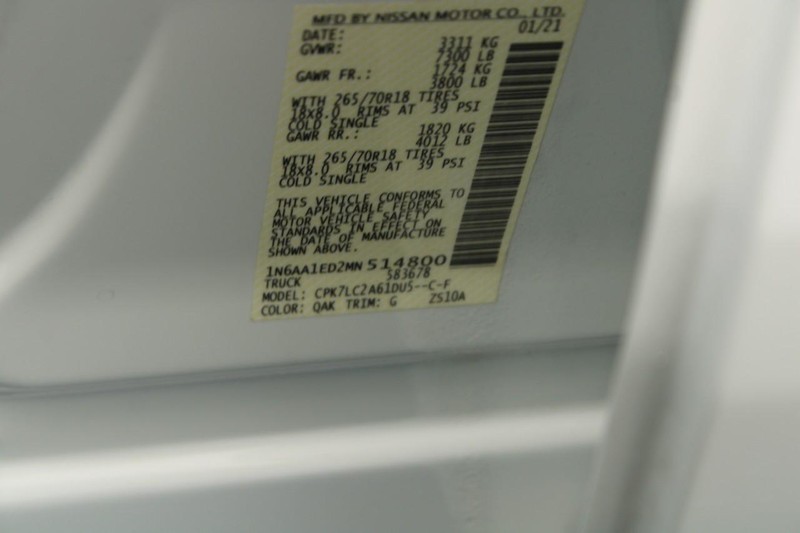 MFD BY NISSAN MOTOR CO., LTD.
DATE: 01/21
GVWR: 3311 KG
7300 LB
GAWR FR.: 1724 KG
3800 LB
WITH 265/70R18 TIRES
18x8.0 RIMS AT 39 PSI
COLD SINGLE
GAWR RR.: 1820 KG
4012 LB
WITH 265/70R18 TIRES
18x8.0 RIMS AT 39 PSI
COLD SINGLE
THIS VEHICLE CONFORMS TO
ALL APPLICABLE FEDERAL
MOTOR VEHICLE SAFETY
STANDARDS IN EFFECT ON
THE DATE OF MANUFACTURE
SHOWN ABOVE.
1N6AA1ED2MN514800
TRUCK 583678
MODEL: CPK7LC2A61DU5--C-F
COLOR: QAK TRIM: G ZS10A